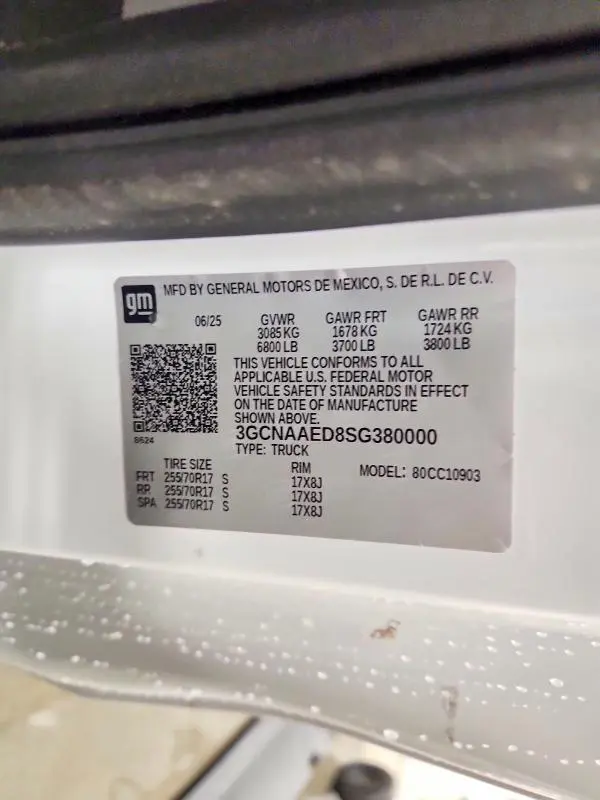 gm MFD BY GENERAL MOTORS DE MEXICO, S. DE R.L. DE C.V.
06/25 GVWR GAWR FRT GAWR RR
3085 KG 1678 KG 1724 KG
6800 LB 3700 LB 3800 LB
THIS VEHICLE CONFORMS TO ALL
APPLICABLE U.S. FEDERAL MOTOR
VEHICLE SAFETY STANDARDS IN EFFECT
ON THE DATE OF MANUFACTURE
SHOWN ABOVE.
8624
3GCNAAED8SG380000
TYPE: TRUCK
TIRE SIZE RIM MODEL: 80CC10903
FRT 255/70R17 S 17X8J
RR 255/70R17 S 17X8J
SPA 255/70R17 S 17X8J